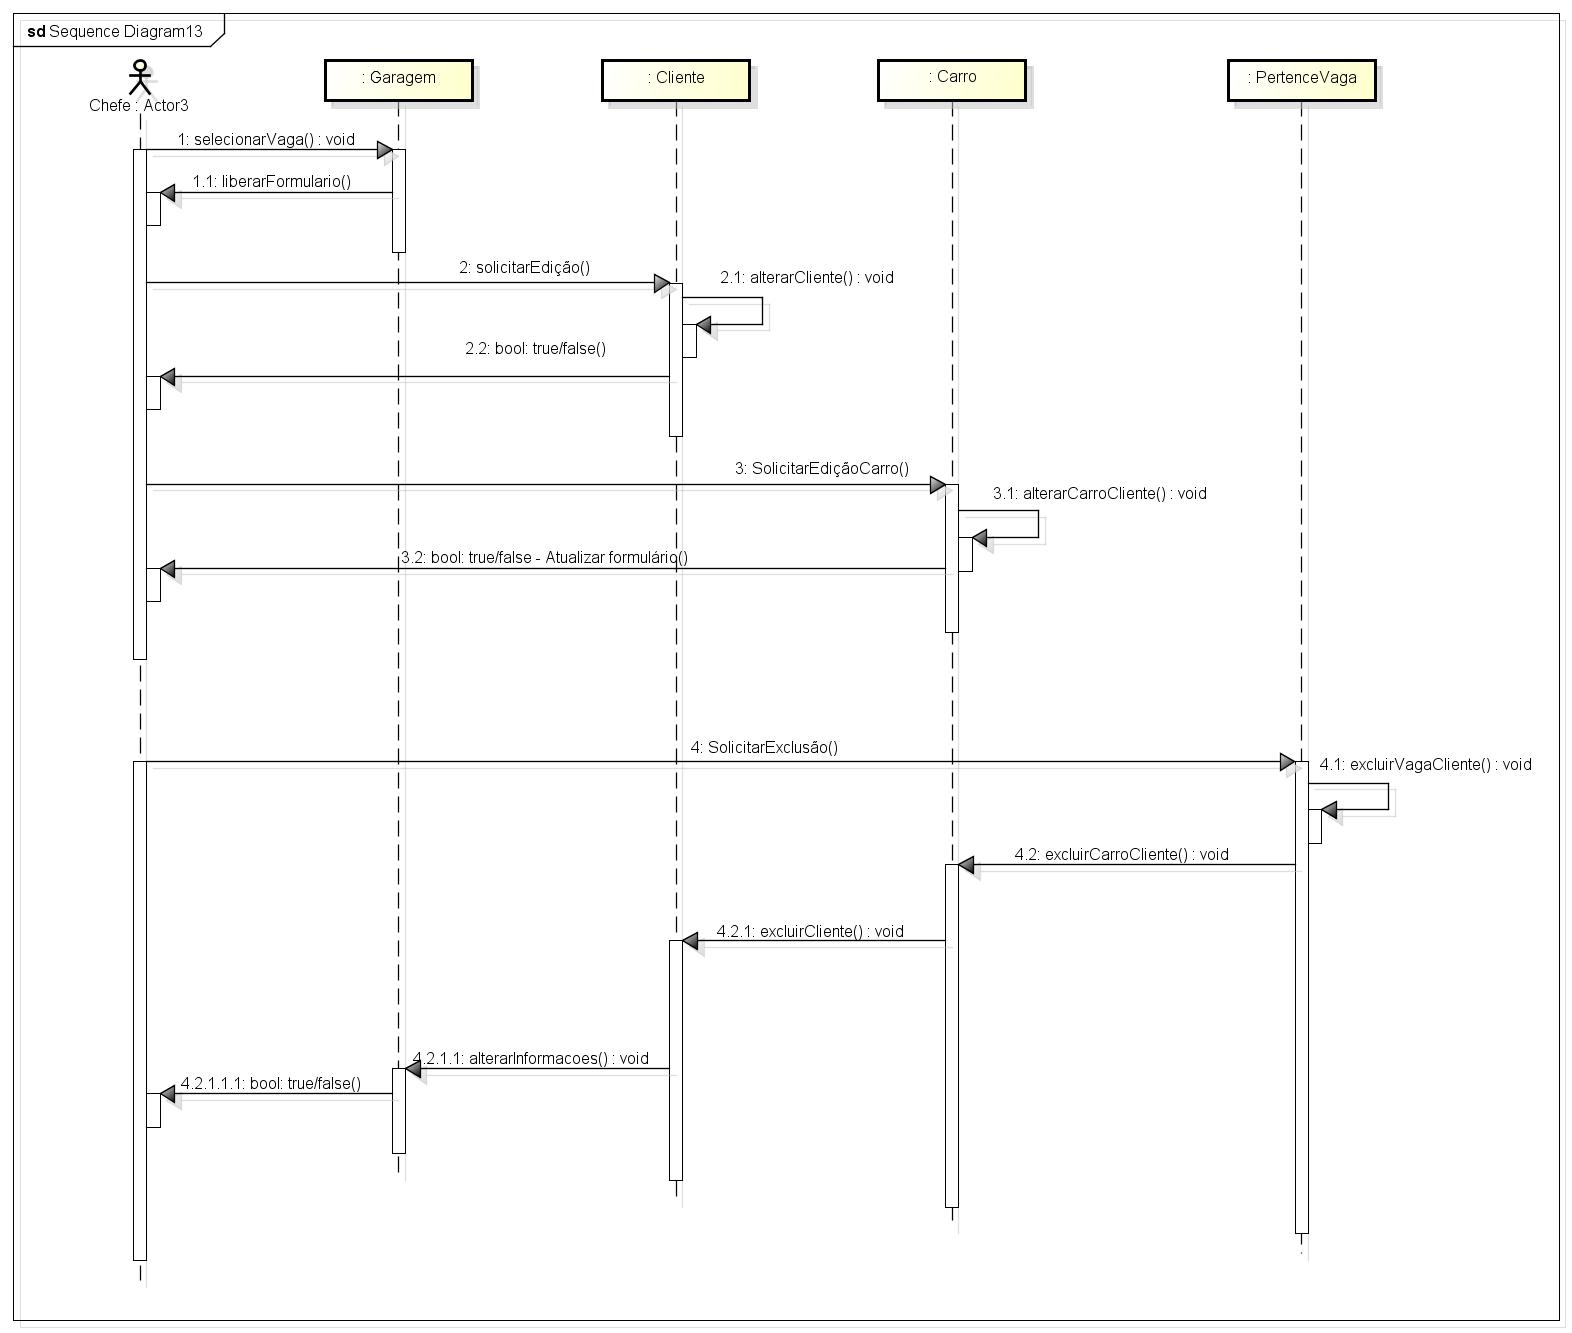 sd Sequence Diagram13
Chefe : Actor3
: Garagem
: Cliente
: Carro
: PertenceVaga
1: selecionarVaga() : void
1.1: liberarFormulario()
2: solicitarEdição()
2.1: alterarCliente() : void
2.2: bool: true/false()
3: SolicitarEdiçãoCarro()
3.1: alterarCarroCliente() : void
3.2: bool: true/false - Atualizar formulário()
4: SolicitarExclusão()
4.1: excluirVagaCliente() : void
4.2: excluirCarroCliente() : void
4.2.1: excluirCliente() : void
4.2.1.1: alterarInformacoes() : void
4.2.1.1.1: bool: true/false()